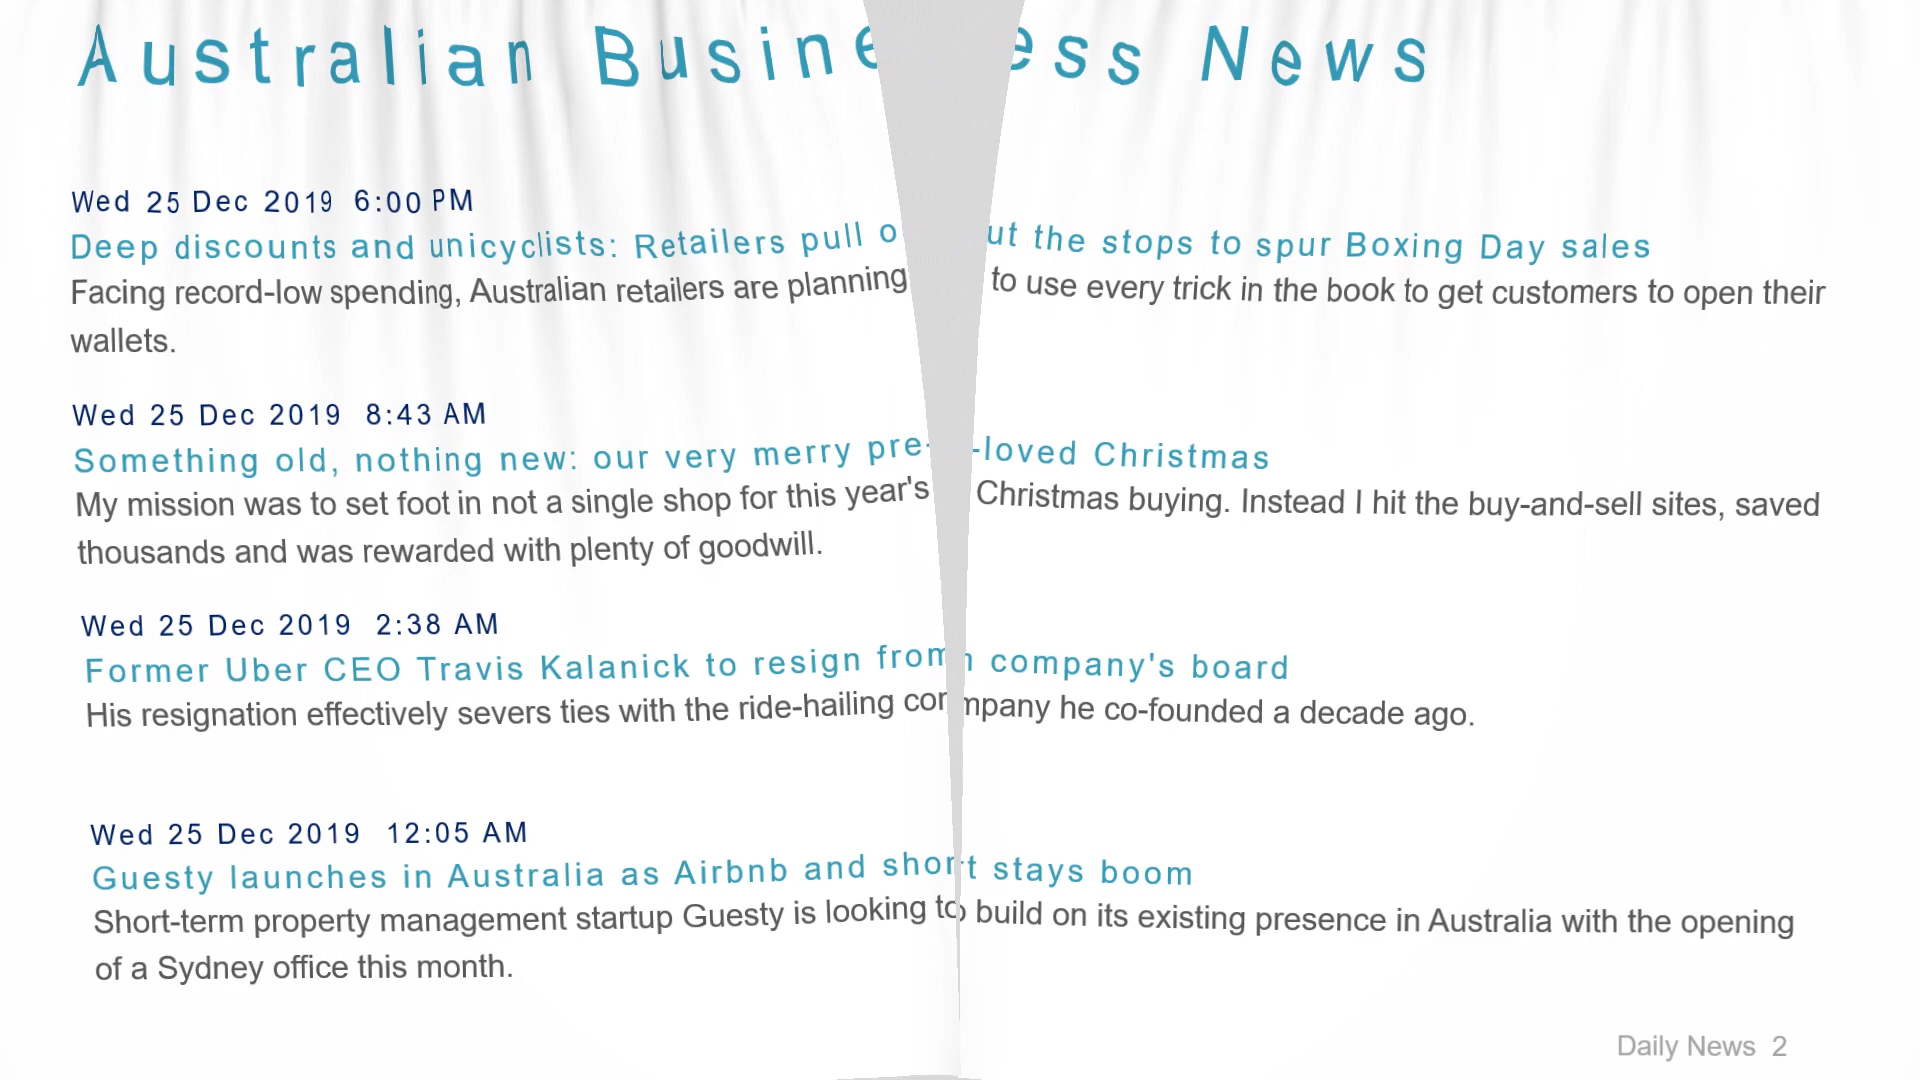 Australian Business News
Wed 25 Dec 2019 6:00 PM
Deep discounts and unicyclists: Retailers pull out the stops to spur Boxing Day sales
Facing record-low spending, Australian retailers are planning to use every trick in the book to get customers to open their
wallets.
Wed 25 Dec 2019 8:43 AM
Something old, nothing new: our very merry pre-loved Christmas
My mission was to set foot in not a single shop for this year's Christmas buying. Instead I hit the buy-and-sell sites, saved
thousands and was rewarded with plenty of goodwill.
Wed 25 Dec 2019 2:38 AM
Former Uber CEO Travis Kalanick to resign from company's board
His resignation effectively severs ties with the ride-hailing company he co-founded a decade ago.
Wed 25 Dec 2019 12:05 AM
Guesty launches in Australia as Airbnb and short stays boom
Short-term property management startup Guesty is looking to build on its existing presence in Australia with the opening
of a Sydney office this month.
Daily News 2